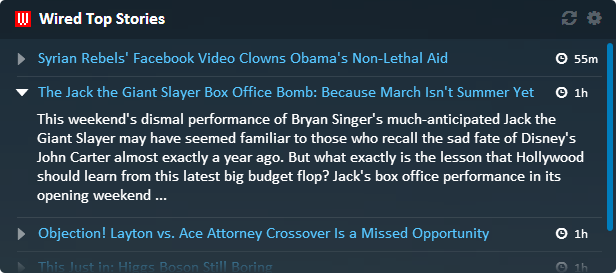 Wired Top Stories
Syrian Rebels' Facebook Video Clowns Obama's Non-Lethal Aid 55m
The Jack the Giant Slayer Box Office Bomb: Because March Isn't Summer Yet 1h
This weekend's dismal performance of Bryan Singer's much-anticipated Jack the
Giant Slayer may have seemed familiar to those who recall the sad fate of Disney's
John Carter almost exactly a year ago. But what exactly is the lesson that Hollywood
should learn from this latest big budget flop? Jack's box office performance in its
opening weekend ...
Objection! Layton vs. Ace Attorney Crossover Is a Missed Opportunity 1h
This Just in: Higgs Boson Still Boring 1h